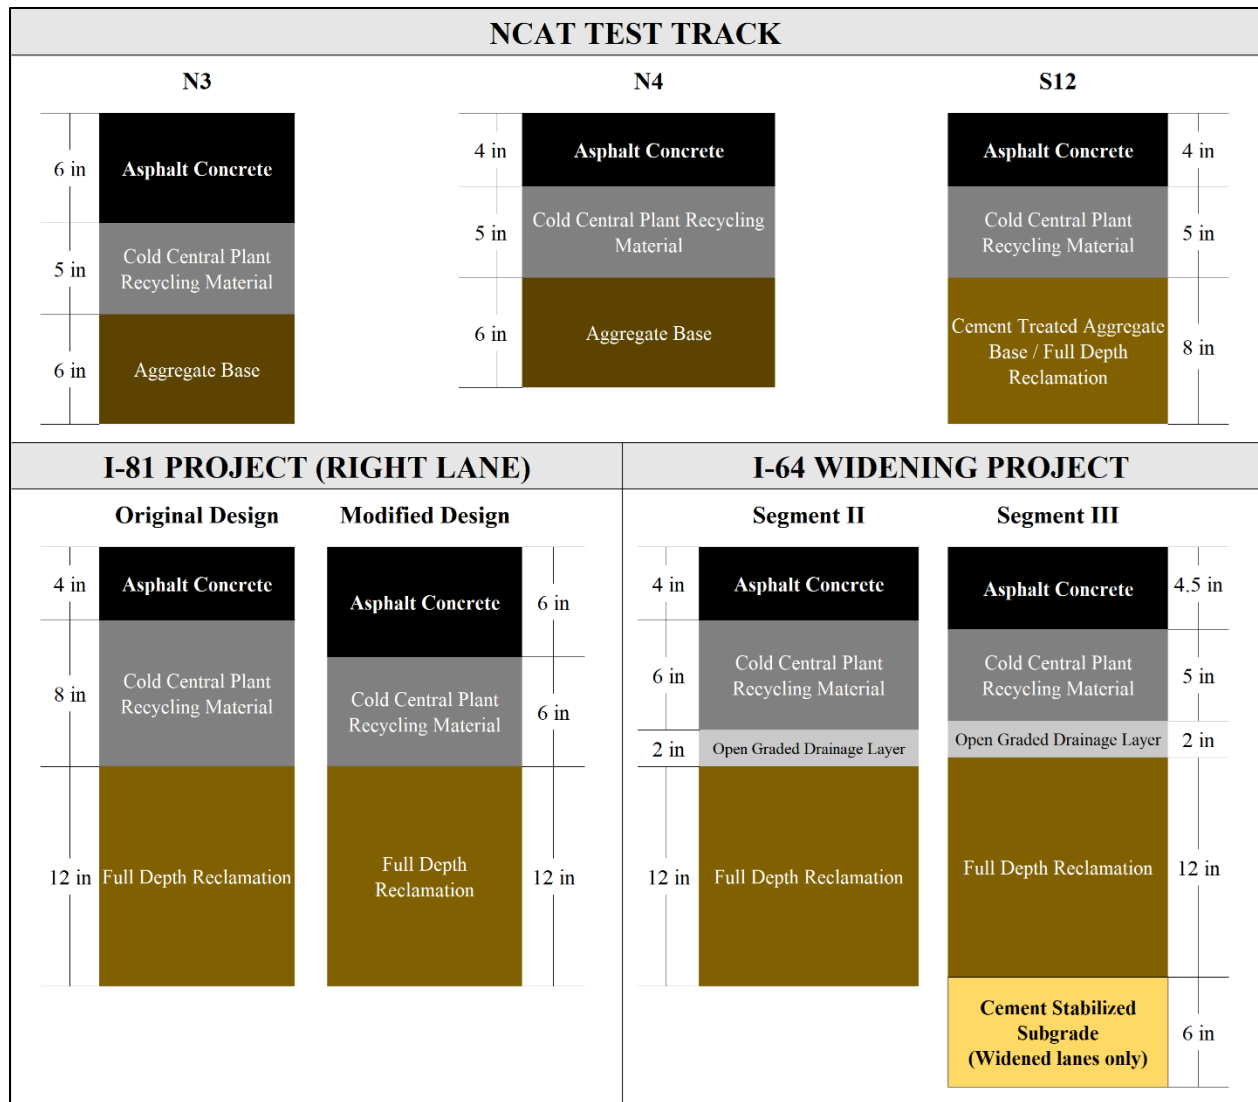 NCAT TEST TRACK
N3
6 in
Asphalt Concrete
5 in
Cold Central Plant
Recycling Material
6 in
Aggregate Base
N4
4 in
Asphalt Concrete
5 in
Cold Central Plant Recycling
Material
6 in
Aggregate Base
S12
Asphalt Concrete
4 in
Cold Central Plant
Recycling Material
5 in
Cement Treated Aggregate
Base / Full Depth
Reclamation
8 in
I-81 PROJECT (RIGHT LANE)
Original Design
4 in
Asphalt Concrete
8 in
Cold Central Plant
Recycling Material
12 in
Full Depth Reclamation
Modified Design
Asphalt Concrete
6 in
Cold Central Plant
Recycling Material
6 in
Full Depth
Reclamation
12 in
I-64 WIDENING PROJECT
Segment II
4 in
Asphalt Concrete
6 in
Cold Central Plant
Recycling Material
2 in
Open Graded Drainage Layer
12 in
Full Depth Reclamation
Segment III
Asphalt Concrete
4.5 in
Cold Central Plant
Recycling Material
5 in
Open Graded Drainage Layer
2 in
Full Depth Reclamation
12 in
Cement Stabilized
Subgrade
(Widened lanes only)
6 in